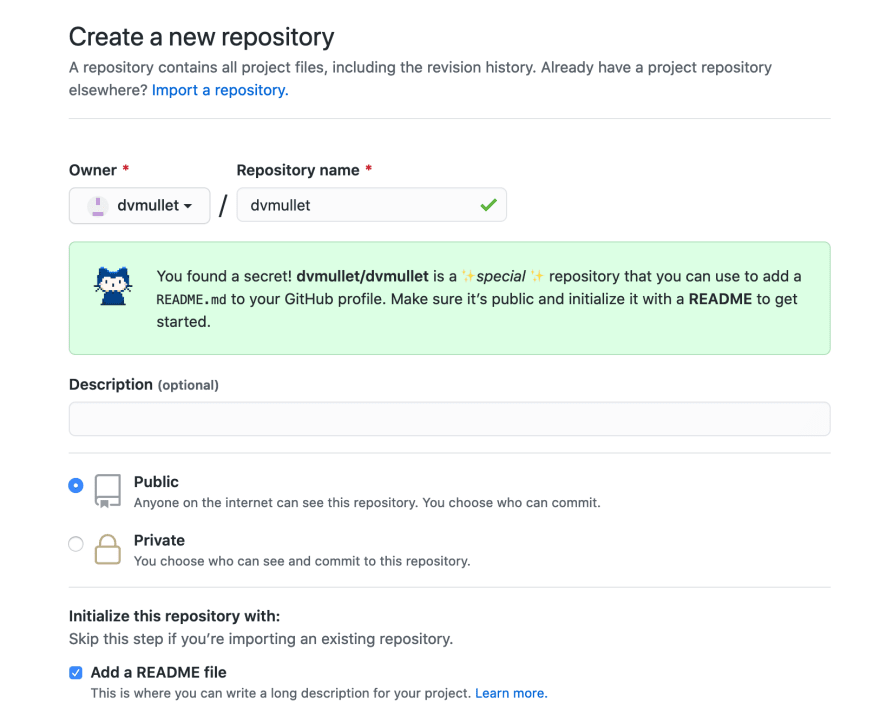 Create a new repository
A repository contains all project files, including the revision history. Already have a project repository
elsewhere? Import a repository.
Owner * Repository name *
dvmullet / dvmullet
You found a secret! dvmullet/dvmullet is a ✨special✨ repository that you can use to add a
README.md to your GitHub profile. Make sure it’s public and initialize it with a README to get
started.
Description (optional)
Public
Anyone on the internet can see this repository. You choose who can commit.
Private
You choose who can see and commit to this repository.
Initialize this repository with:
Skip this step if you’re importing an existing repository.
Add a README file
This is where you can write a long description for your project. Learn more.